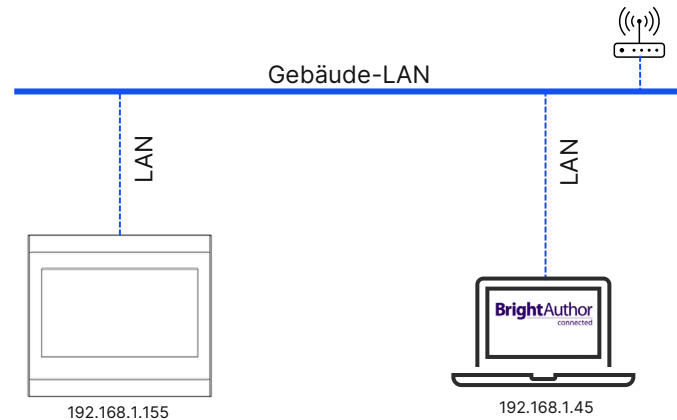 Gebäude-LAN
LAN
LAN
BrightAuthor
connected
192.168.1.155
192.168.1.45